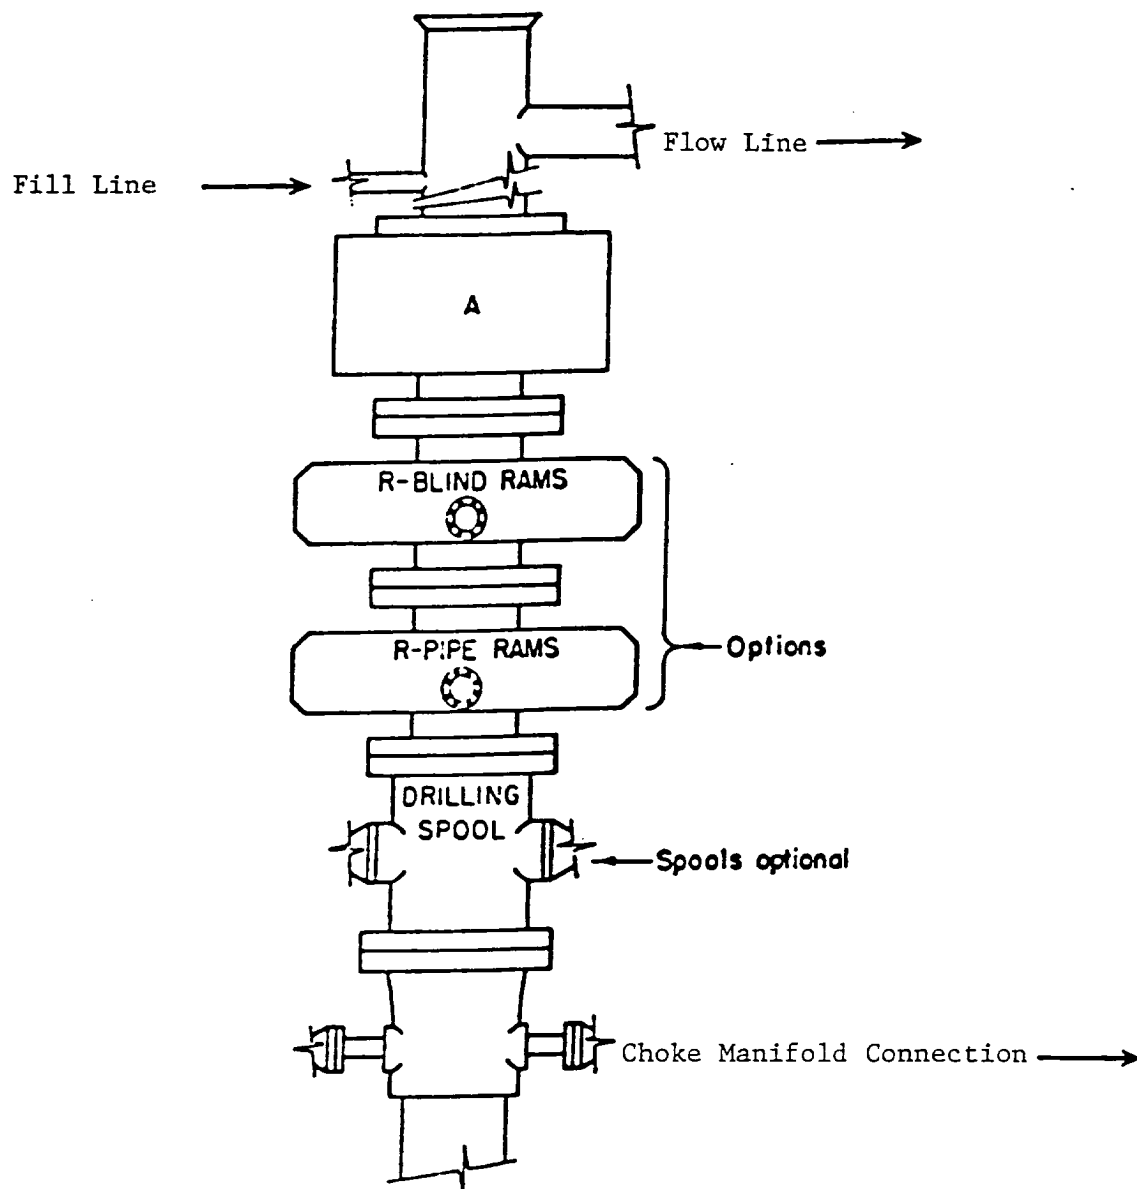 Flow Line
Fill Line
A
R-BLIND RAMS
R-PIPE RAMS
Options
DRILLING
SPOOL
Spools optional
Choke Manifold Connection